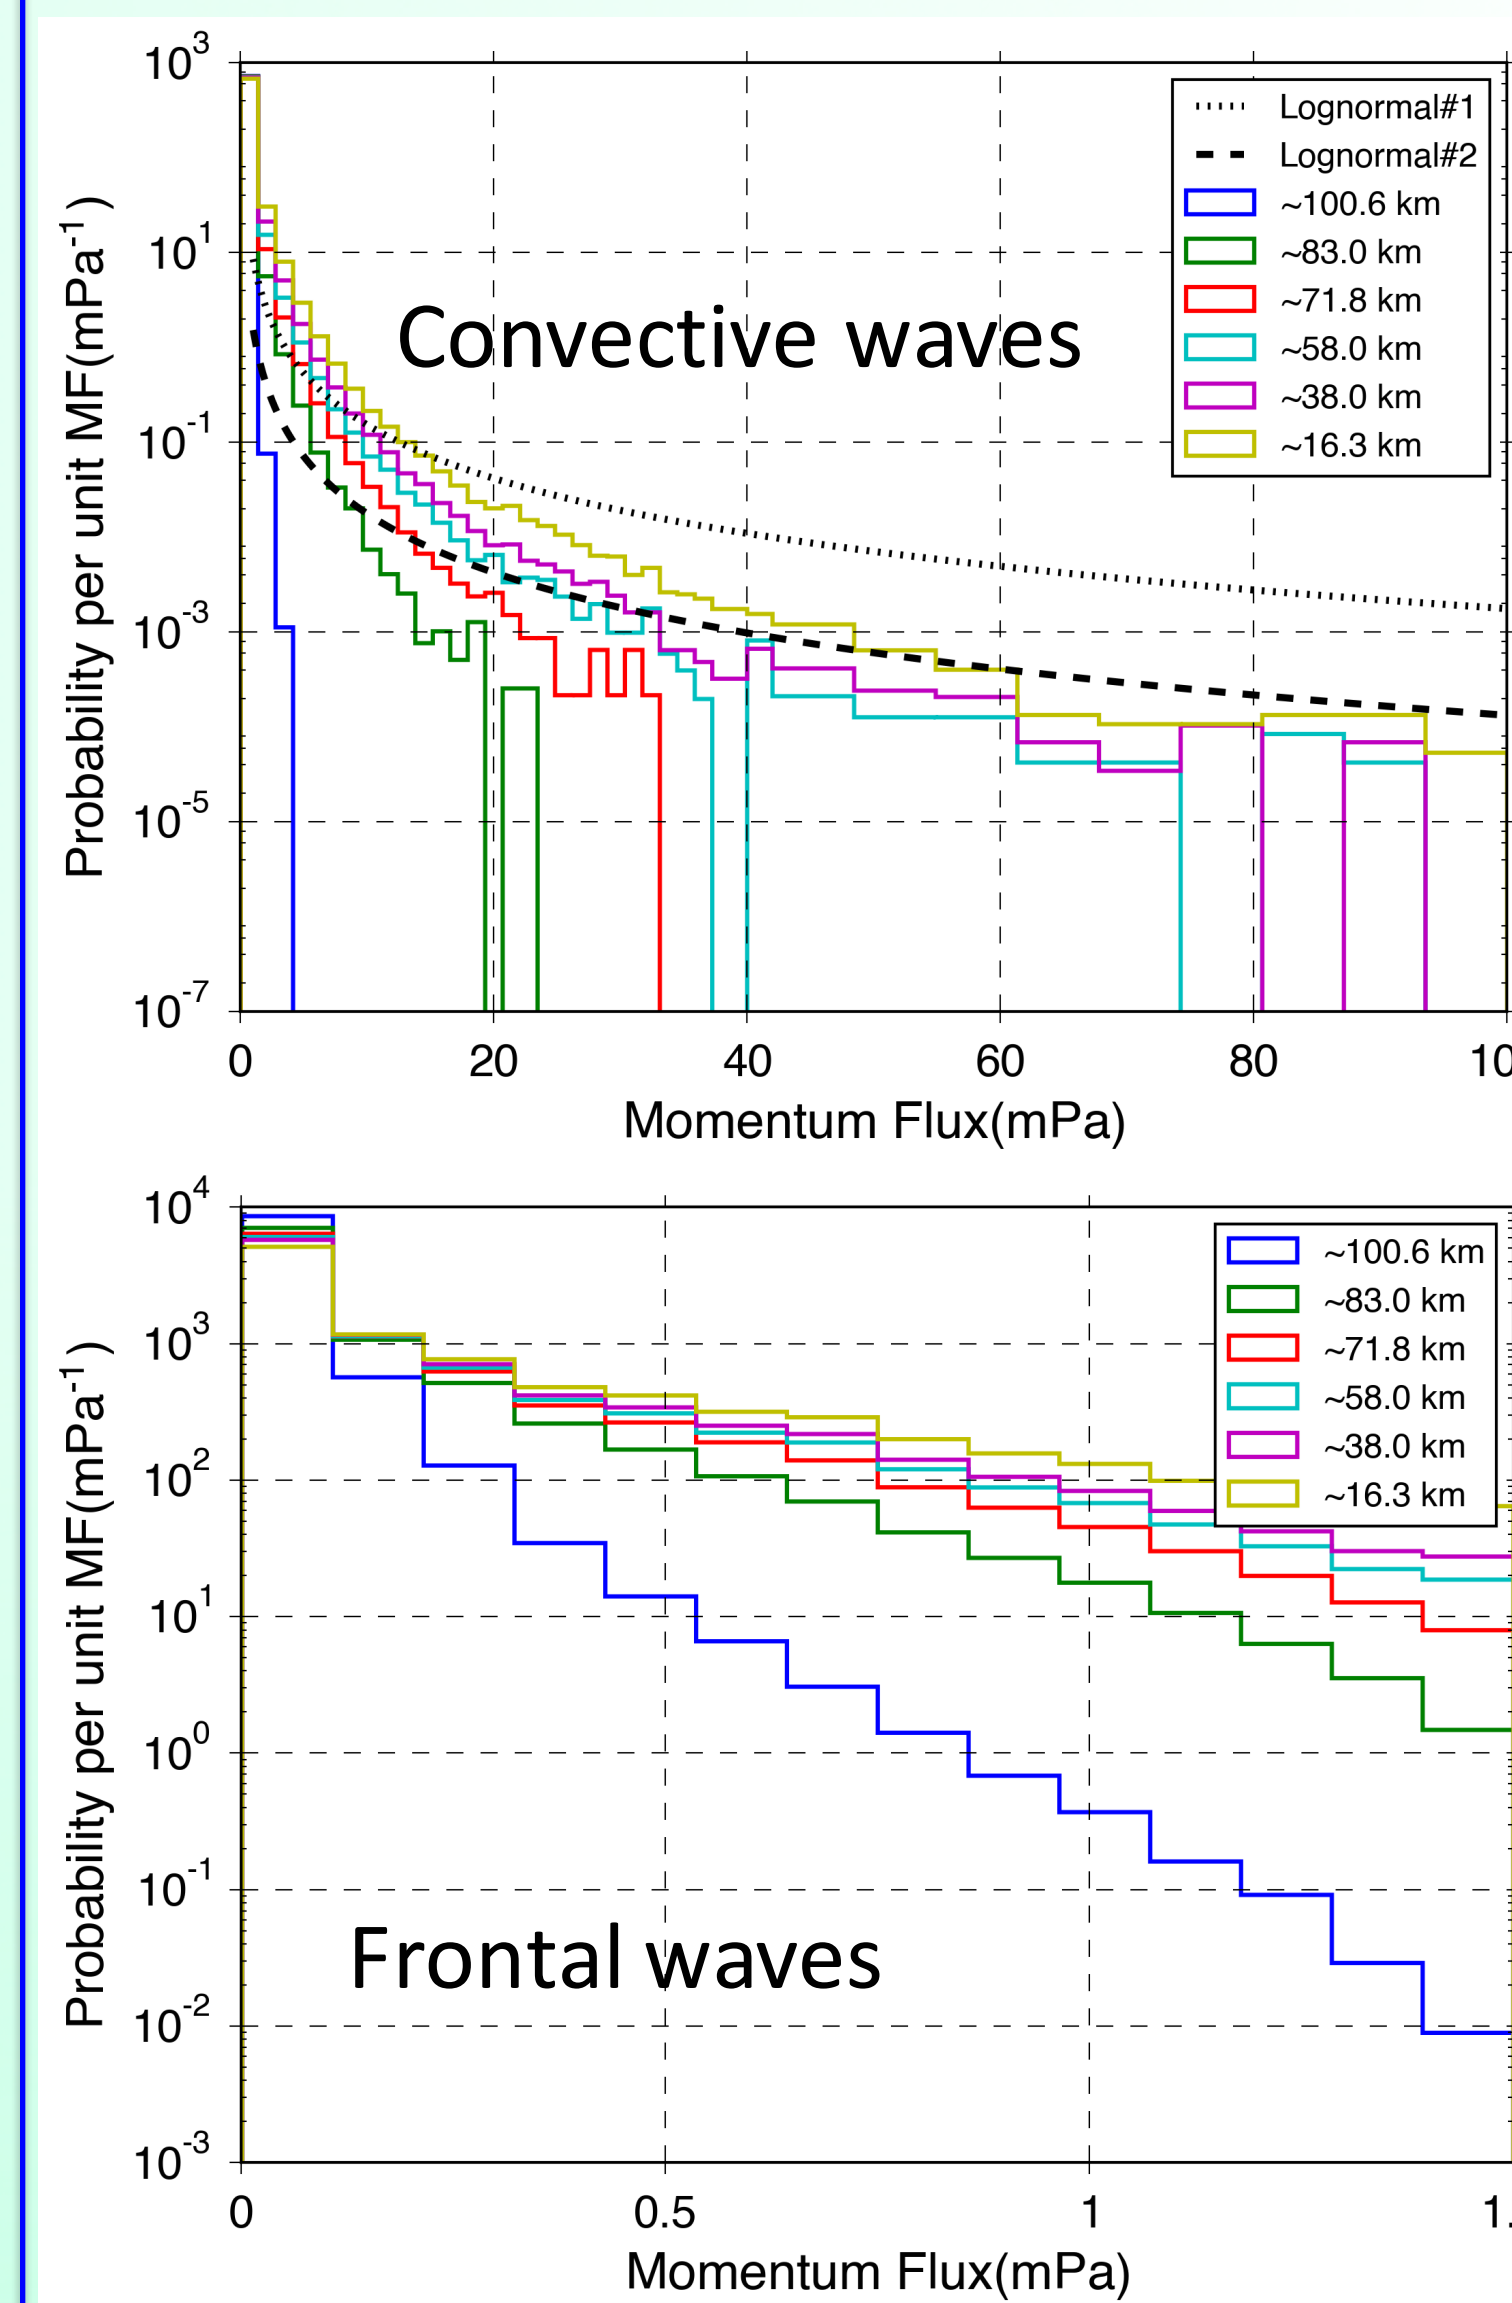 10^3
10^1
10^-1
10^-3
10^-5
10^-7
Probability per unit MF(mPa^-1)
Lognormal#1
Lognormal#2
~100.6 km
~83.0 km
~71.8 km
~58.0 km
~38.0 km
~16.3 km
Convective waves
0 20 40 60 80 10
Momentum Flux(mPa)
10^4
10^3
10^2
10^1
10^0
10^-1
10^-2
10^-3
Probability per unit MF(mPa^-1)
~100.6 km
~83.0 km
~71.8 km
~58.0 km
~38.0 km
~16.3 km
Frontal waves
0 0.5 1 1.
Momentum Flux(mPa)